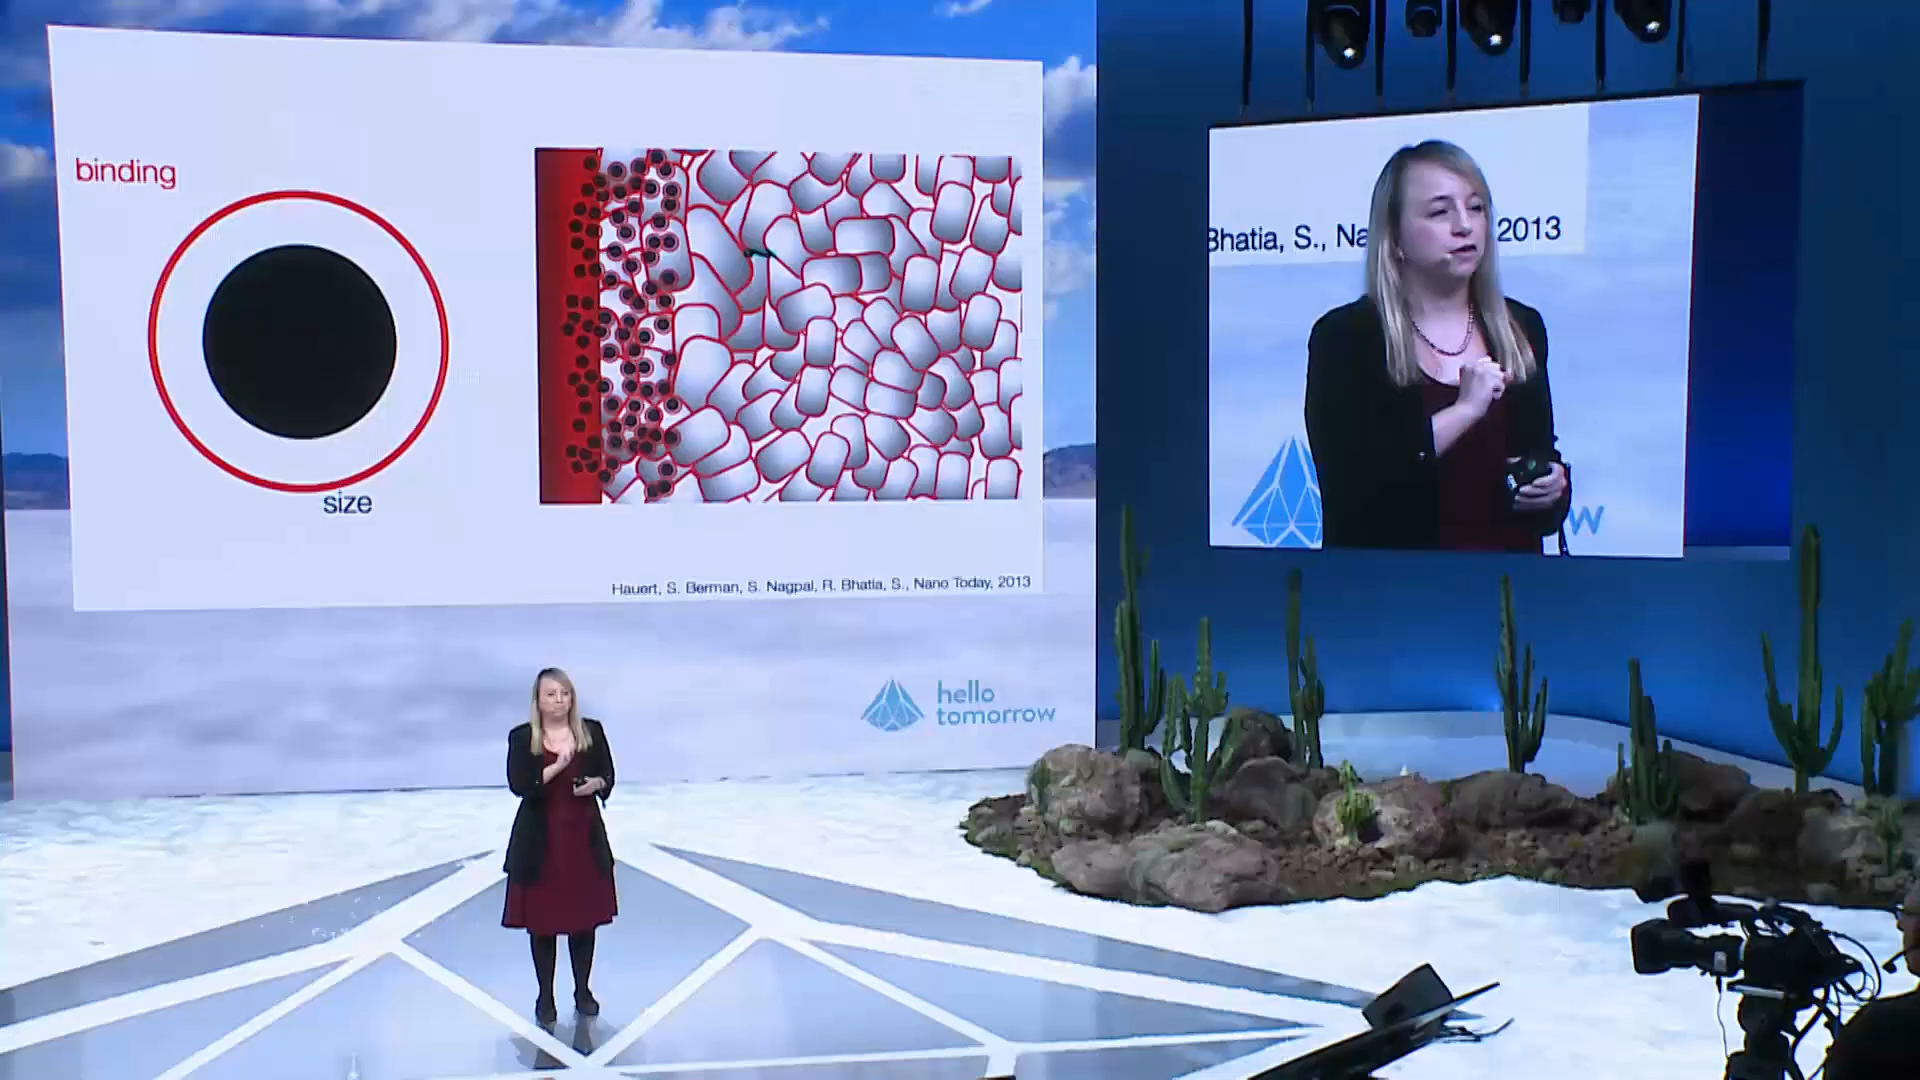 binding
size
Hauert, S. Berman, S. Nagpal, R. Bhatia, S., Nano Today, 2013
hello
tomorrow
Bhatia, S., Na
2013
w